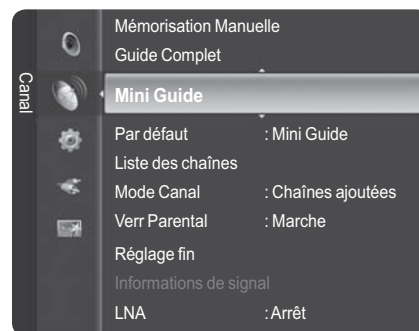 Canal
Mémorisation Manuelle
Guide Complet
Mini Guide
Par défaut : Mini Guide
Liste des chaînes
Mode Canal : Chaînes ajoutées
Verr Parental : Marche
Réglage fin
Informations de signal
LNA : Arrêt